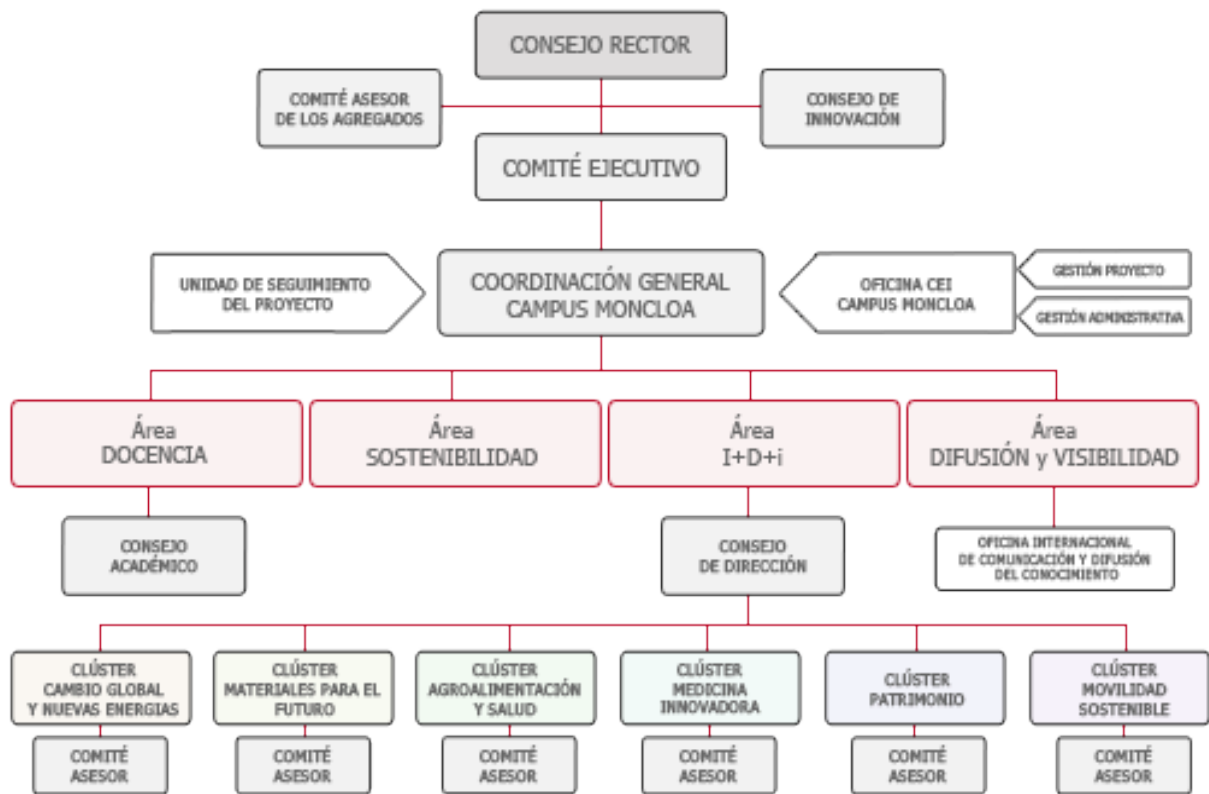 CONSEJO RECTOR
COMITÉ ASESOR
DE LOS AGREGADOS
CONSEJO DE
INNOVACIÓN
COMITÉ EJECUTIVO
UNIDAD DE SEGUIMIENTO
DEL PROYECTO
COORDINACIÓN GENERAL
CAMPUS MONCLOA
OFICINA CEI
CAMPUS MONCLOA
GESTIÓN PROYECTO
GESTIÓN ADMINISTRATIVA
Área
DOCENCIA
Área
SOSTENIBILIDAD
Área
I+D+i
Área
DIFUSIÓN y VISIBILIDAD
CONSEJO
ACADÉMICO
CONSEJO
DE DIRECCIÓN
OFICINA INTERNACIONAL
DE COMUNICACIÓN Y DIFUSIÓN
DEL CONOCIMIENTO
CLÚSTER
CAMBIO GLOBAL
Y NUEVAS ENERGIAS
CLÚSTER
MATERIALES PARA EL
FUTURO
CLÚSTER
AGROALIMENTACIÓN
Y SALUD
CLÚSTER
MEDICINA
INNOVADORA
CLÚSTER
PATRIMONIO
CLÚSTER
MOVILIDAD
SOSTENIBLE
COMITÉ
ASESOR
COMITÉ
ASESOR
COMITÉ
ASESOR
COMITÉ
ASESOR
COMITÉ
ASESOR
COMITÉ
ASESOR